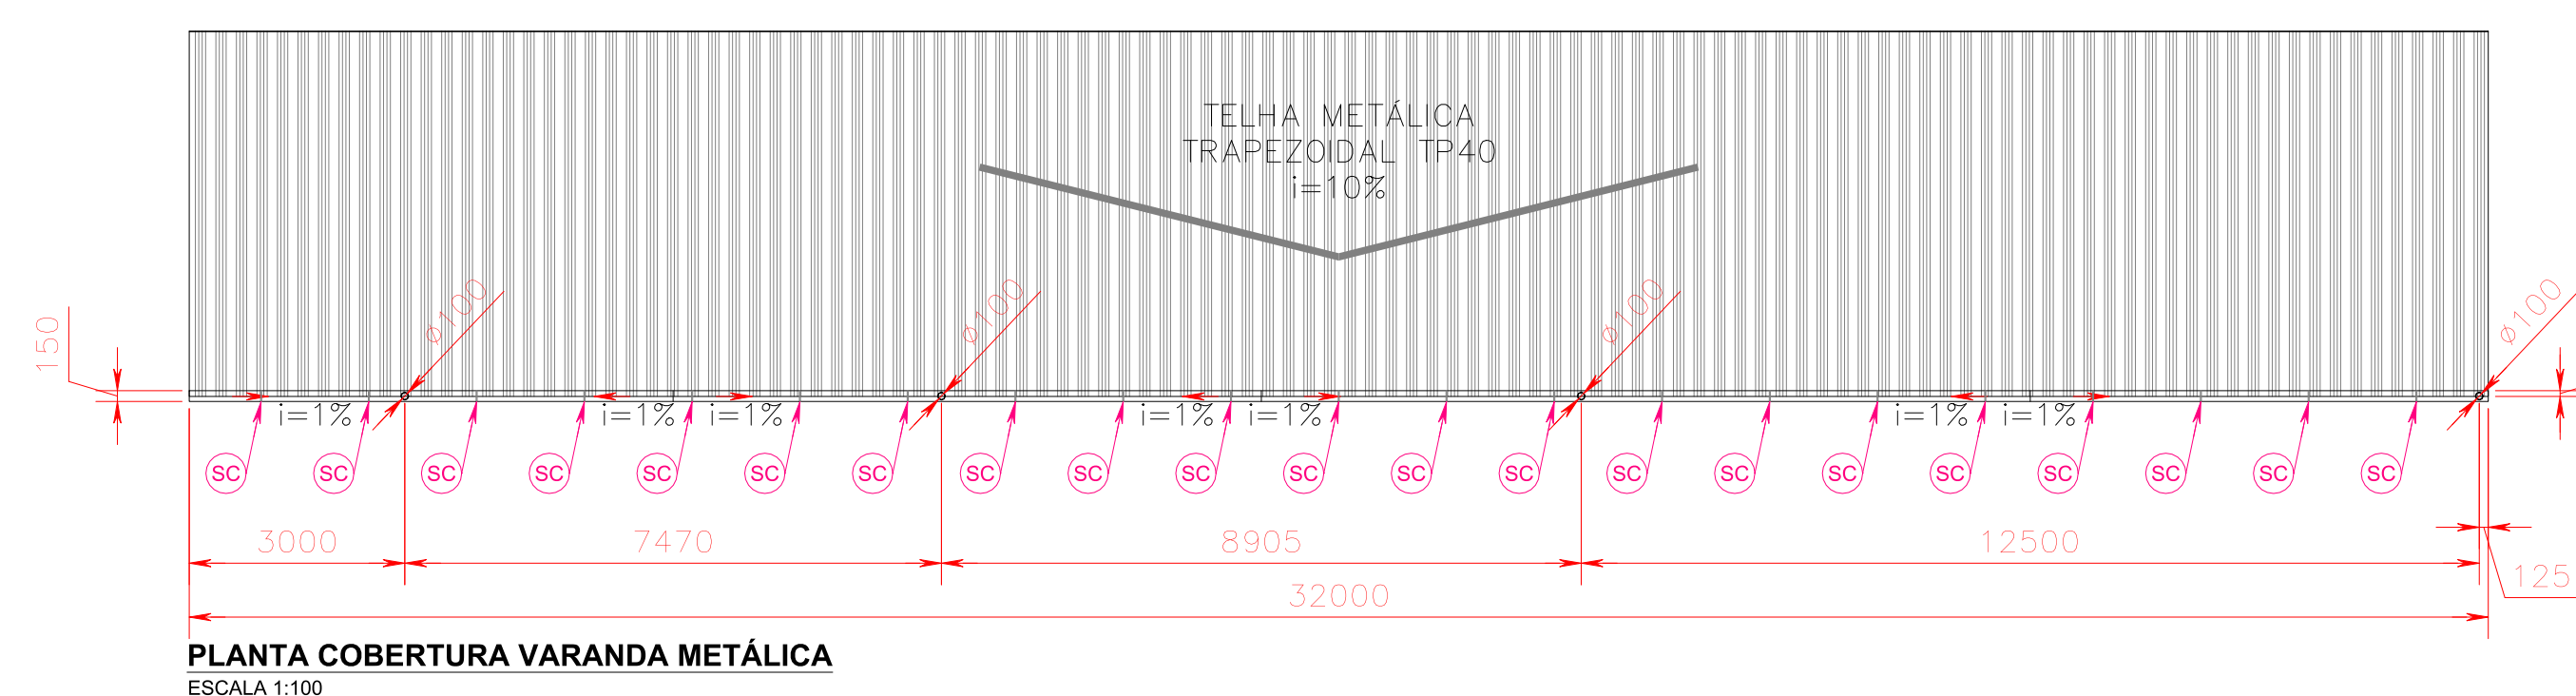 TELHA METÁLICA
TRAPEZOIDAL TP40
i=10%
ø100 ø100 ø100 ø100
150
i=1% i=1% i=1% i=1% i=1% i=1% i=1%
SC SC SC SC SC SC SC SC SC SC SC SC SC SC SC SC SC SC SC SC SC
3000 7470 8905 12500
125
32000
PLANTA COBERTURA VARANDA METÁLICA
ESCALA 1:100